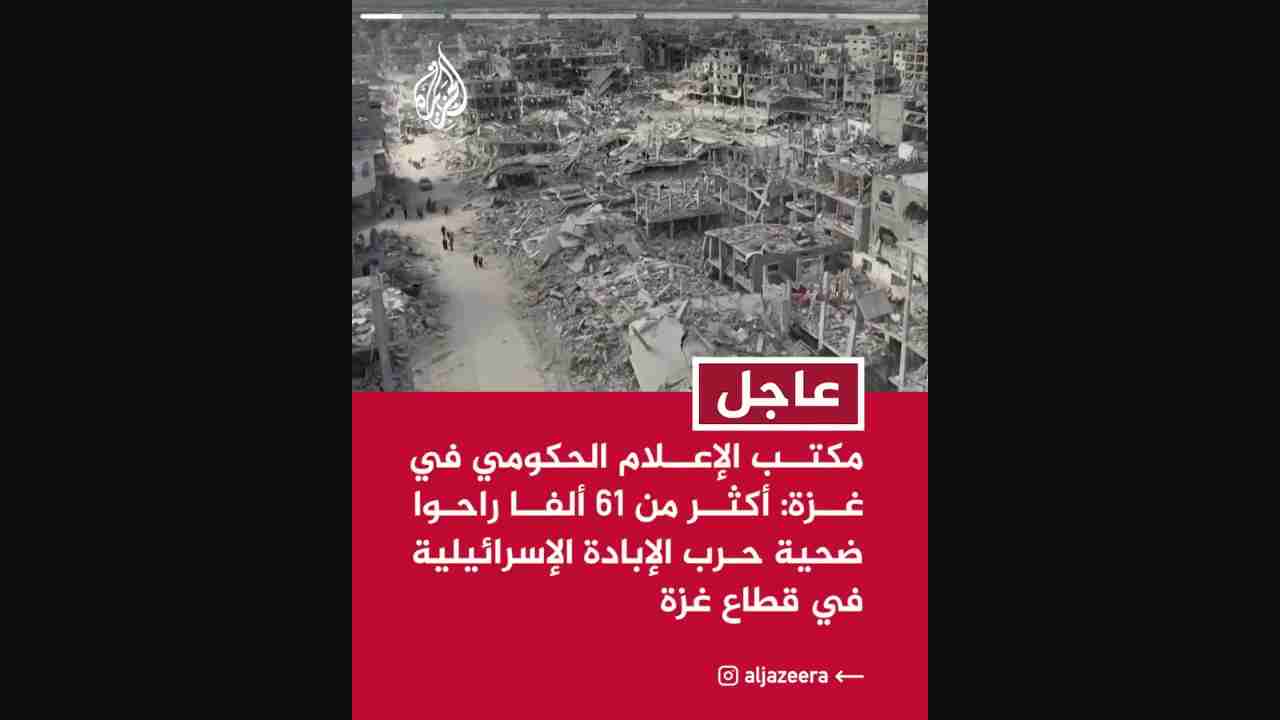 الجزيرة
عاجل
مكتب الإعلام الحكومي في
غزة: أكثر من 61 ألفا راحوا
ضحية حرب الإبادة الإسرائيلية
في قطاع غزة
aljazeera